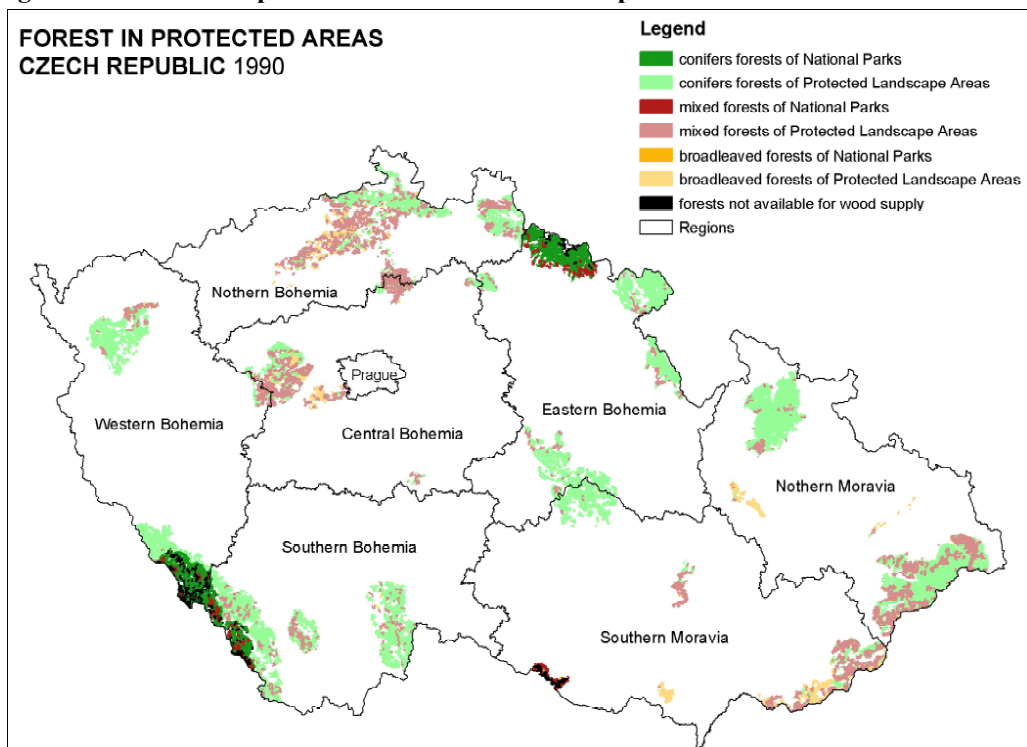 FOREST IN PROTECTED AREAS
CZECH REPUBLIC 1990
Legend
conifers forests of National Parks
conifers forests of Protected Landscape Areas
mixed forests of National Parks
mixed forests of Protected Landscape Areas
broadleaved forests of National Parks
broadleaved forests of Protected Landscape Areas
forests not available for wood supply
Regions
Nothern Bohemia
Prague
Western Bohemia
Central Bohemia
Eastern Bohemia
Nothern Moravia
Southern Bohemia
Southern Moravia